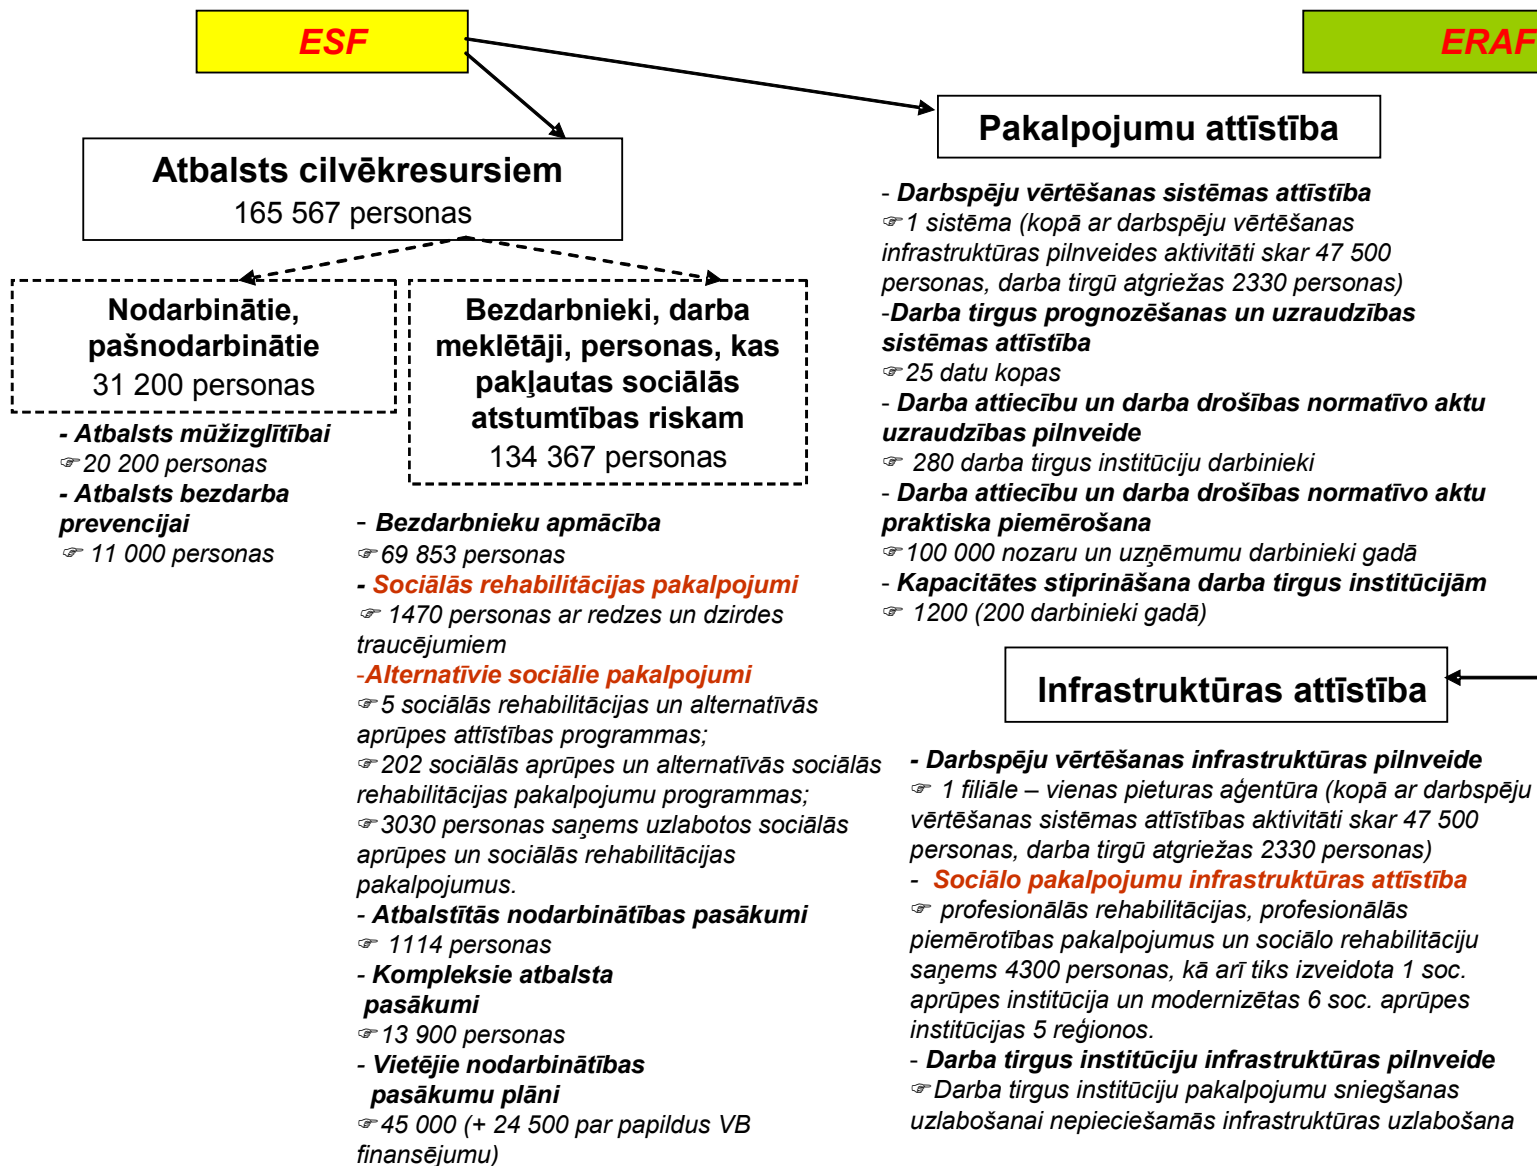 ESF
ERAF
Atbalsts cilvēkresursiem
165 567 personas
Nodarbinātie,
pašnodarbinātie
31 200 personas
- Atbalsts mūžizglītībai
☞20 200 personas
- Atbalsts bezdarba
prevencijai
☞ 11 000 personas
Bezdarbnieki, darba
meklētāji, personas, kas
pakļautas sociālās
atstumtības riskam
134 367 personas
- Bezdarbnieku apmācība
☞69 853 personas
- Sociālās rehabilitācijas pakalpojumi
☞ 1470 personas ar redzes un dzirdes
traucējumiem
-Alternatīvie sociālie pakalpojumi
☞5 sociālās rehabilitācijas un alternatīvās
aprūpes attīstības programmas;
☞202 sociālās aprūpes un alternatīvās sociālās
rehabilitācijas pakalpojumu programmas;
☞3030 personas saņems uzlabotos sociālās
aprūpes un sociālās rehabilitācijas
pakalpojumus.
- Atbalstītās nodarbinātības pasākumi
☞ 1114 personas
- Kompleksie atbalsta
pasākumi
☞13 900 personas
- Vietējie nodarbinātības
pasākumu plāni
☞45 000 (+ 24 500 par papildus VB
finansējumu)
Pakalpojumu attīstība
- Darbspēju vērtēšanas sistēmas attīstība
☞1 sistēma (kopā ar darbspēju vērtēšanas
infrastruktūras pilnveides aktivitāti skar 47 500
personas, darba tirgū atgriežas 2330 personas)
-Darba tirgus prognozēšanas un uzraudzības
sistēmas attīstība
☞25 datu kopas
- Darba attiecību un darba drošības normatīvo aktu
uzraudzības pilnveide
☞ 280 darba tirgus institūciju darbinieki
- Darba attiecību un darba drošības normatīvo aktu
praktiska piemērošana
☞100 000 nozaru un uzņēmumu darbinieki gadā
- Kapacitātes stiprināšana darba tirgus institūcijām
☞ 1200 (200 darbinieki gadā)
Infrastruktūras attīstība
- Darbspēju vērtēšanas infrastruktūras pilnveide
☞ 1 filiāle – vienas pieturas aģentūra (kopā ar darbspēju
vērtēšanas sistēmas attīstības aktivitāti skar 47 500
personas, darba tirgū atgriežas 2330 personas)
- Sociālo pakalpojumu infrastruktūras attīstība
☞ profesionālās rehabilitācijas, profesionālās
piemērotības pakalpojumus un sociālo rehabilitāciju
saņems 4300 personas, kā arī tiks izveidota 1 soc.
aprūpes institūcija un modernizētas 6 soc. aprūpes
institūcijas 5 reģionos.
- Darba tirgus institūciju infrastruktūras pilnveide
☞Darba tirgus institūciju pakalpojumu sniegšanas
uzlabošanai nepieciešamās infrastruktūras uzlabošana